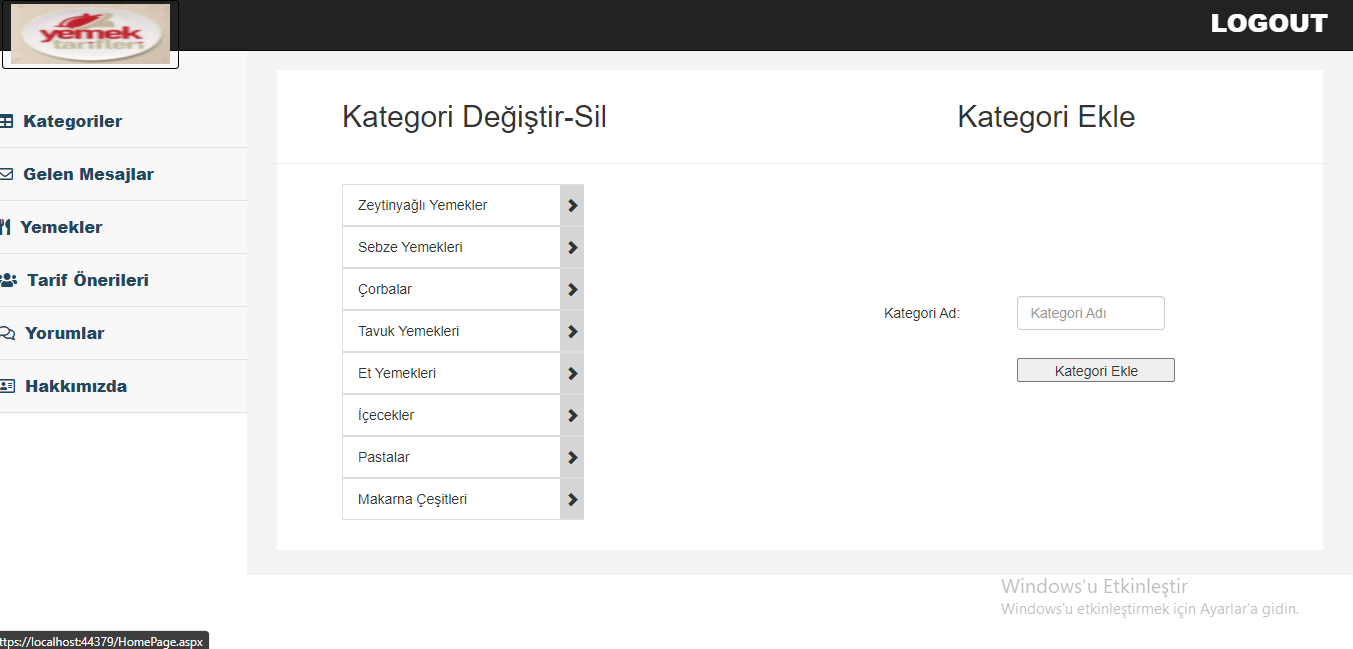 yemek
tarifleri
LOGOUT
Kategoriler
Gelen Mesajlar
Yemekler
Tarif Önerileri
Yorumlar
Hakkımızda
Kategori Değiştir-Sil
Zeytinyağlı Yemekler
Sebze Yemekleri
Çorbalar
Tavuk Yemekleri
Et Yemekleri
İçecekler
Pastalar
Makarna Çeşitleri
Kategori Ekle
Kategori Ad:
Kategori Adı
Kategori Ekle
Windows'u Etkinleştir
Windows'u etkinleştirmek için Ayarlar'a gidin.
ttps://localhost:44379/HomePage.aspx